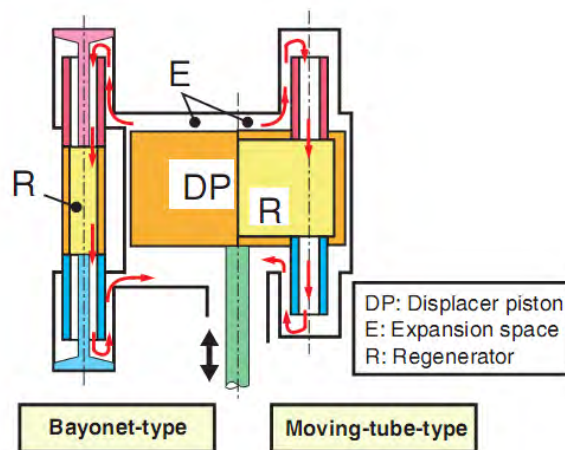 E
R
DP
R
DP: Displacer piston
E: Expansion space
R: Regenerator
Bayonet-type
Moving-tube-type